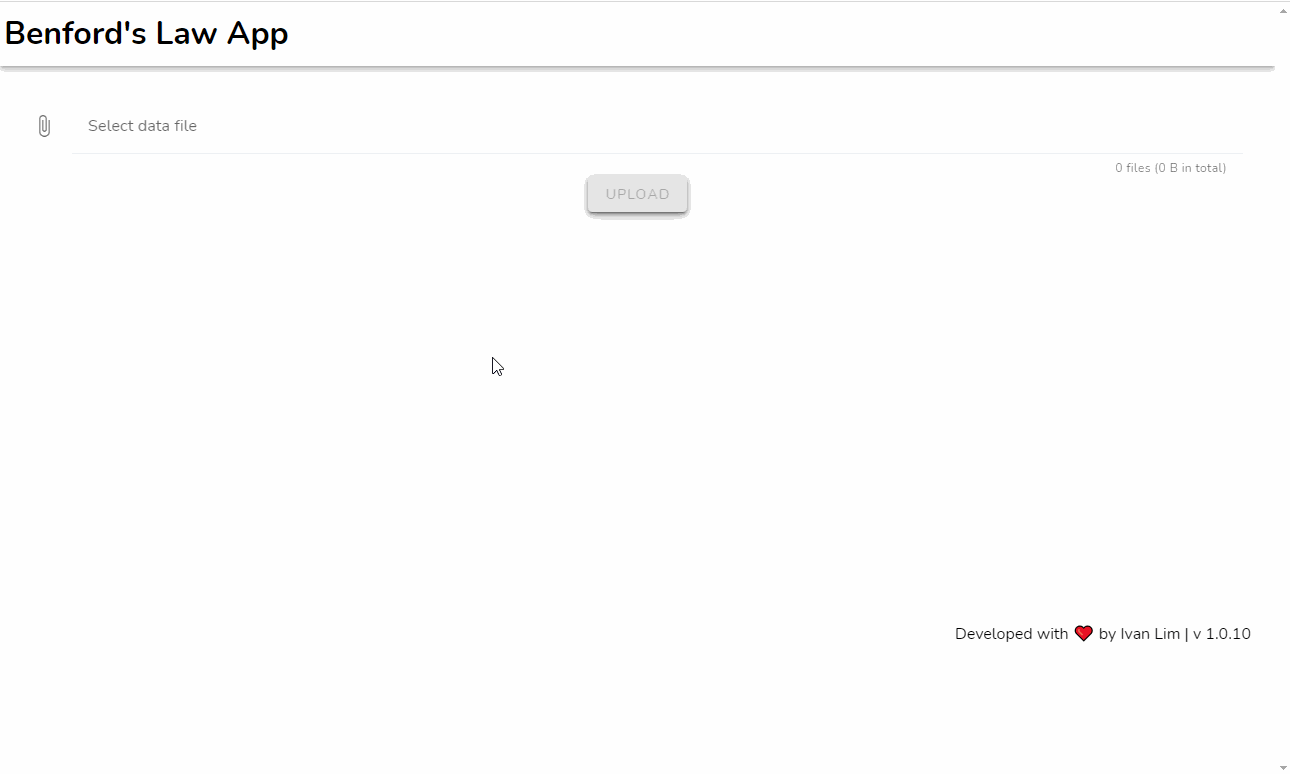 Benford's Law App
Select data file
0 files (0 B in total)
UPLOAD
Developed with ❤ by Ivan Lim | v 1.0.10